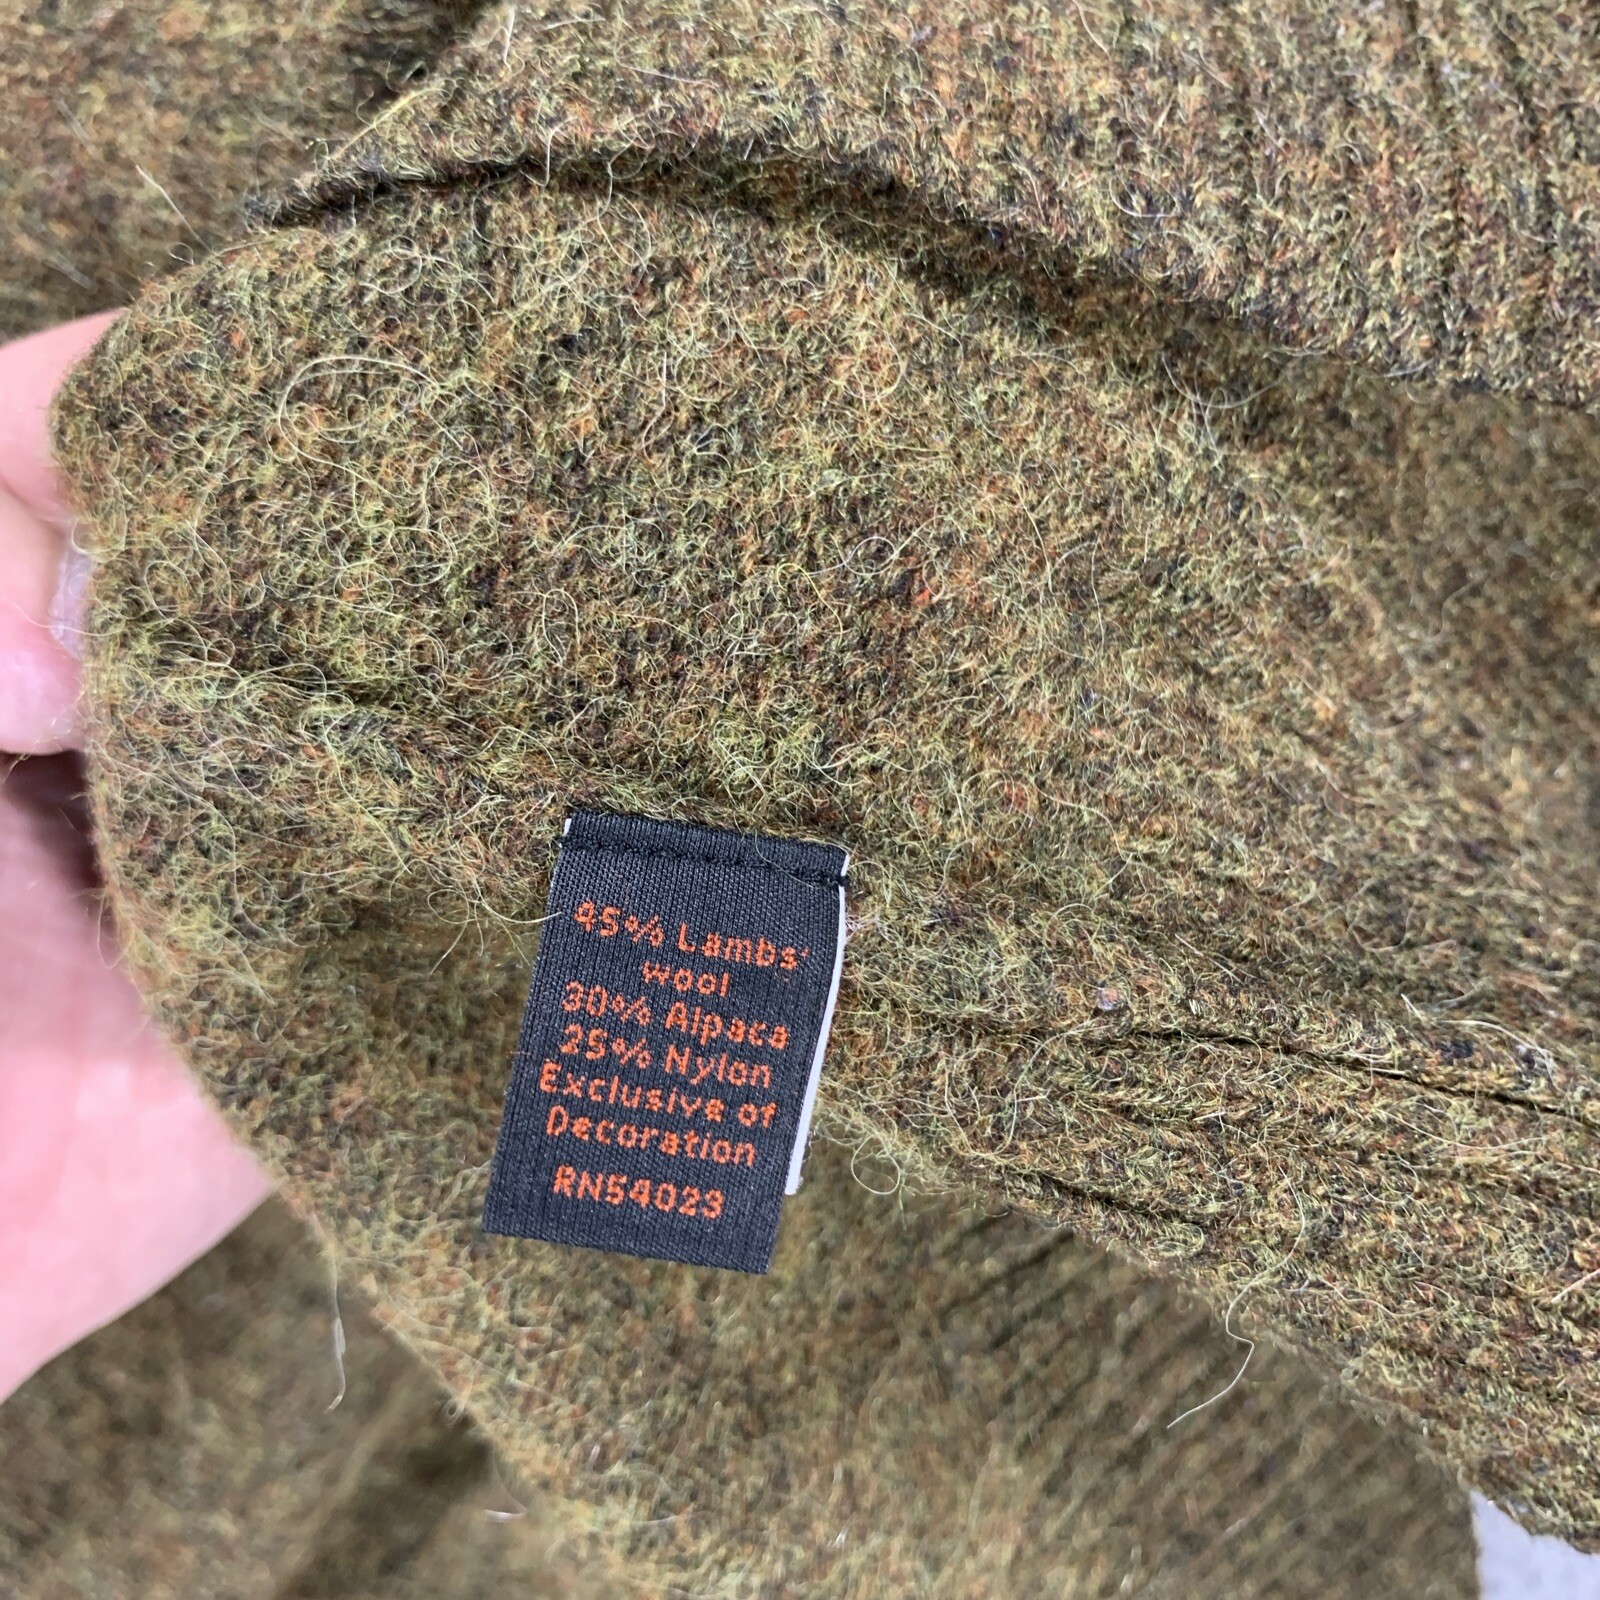 45% Lambs'
wool
30% Alpaca
25% Nylon
Exclusive of
Decoration
RN54023